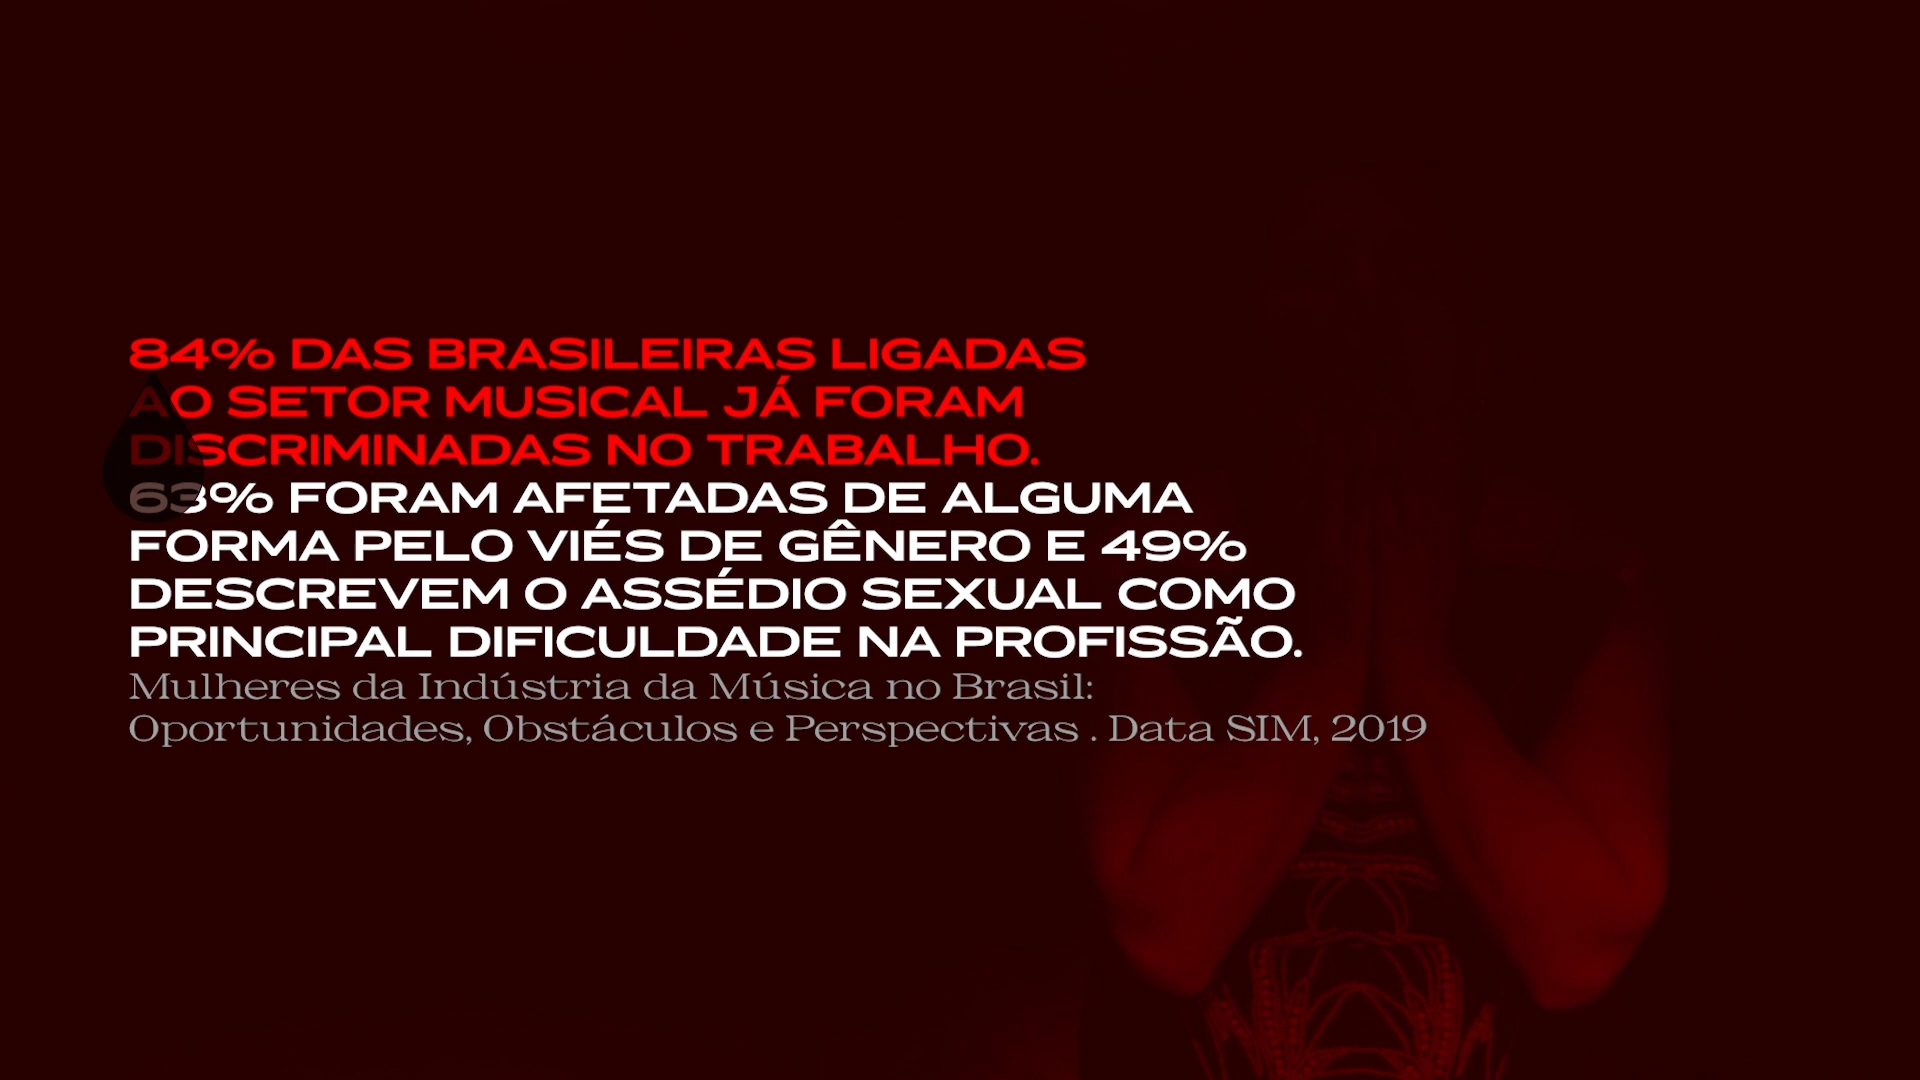 84% DAS BRASILEIRAS LIGADAS
AO SETOR MUSICAL JÁ FORAM
DISCRIMINADAS NO TRABALHO.
63% FORAM AFETADAS DE ALGUMA
FORMA PELO VIÉS DE GÊNERO E 49%
DESCREVEM O ASSÉDIO SEXUAL COMO
PRINCIPAL DIFICULDADE NA PROFISSÃO.
Mulheres da Indústria da Música no Brasil:
Oportunidades, Obstáculos e Perspectivas . Data SIM, 2019